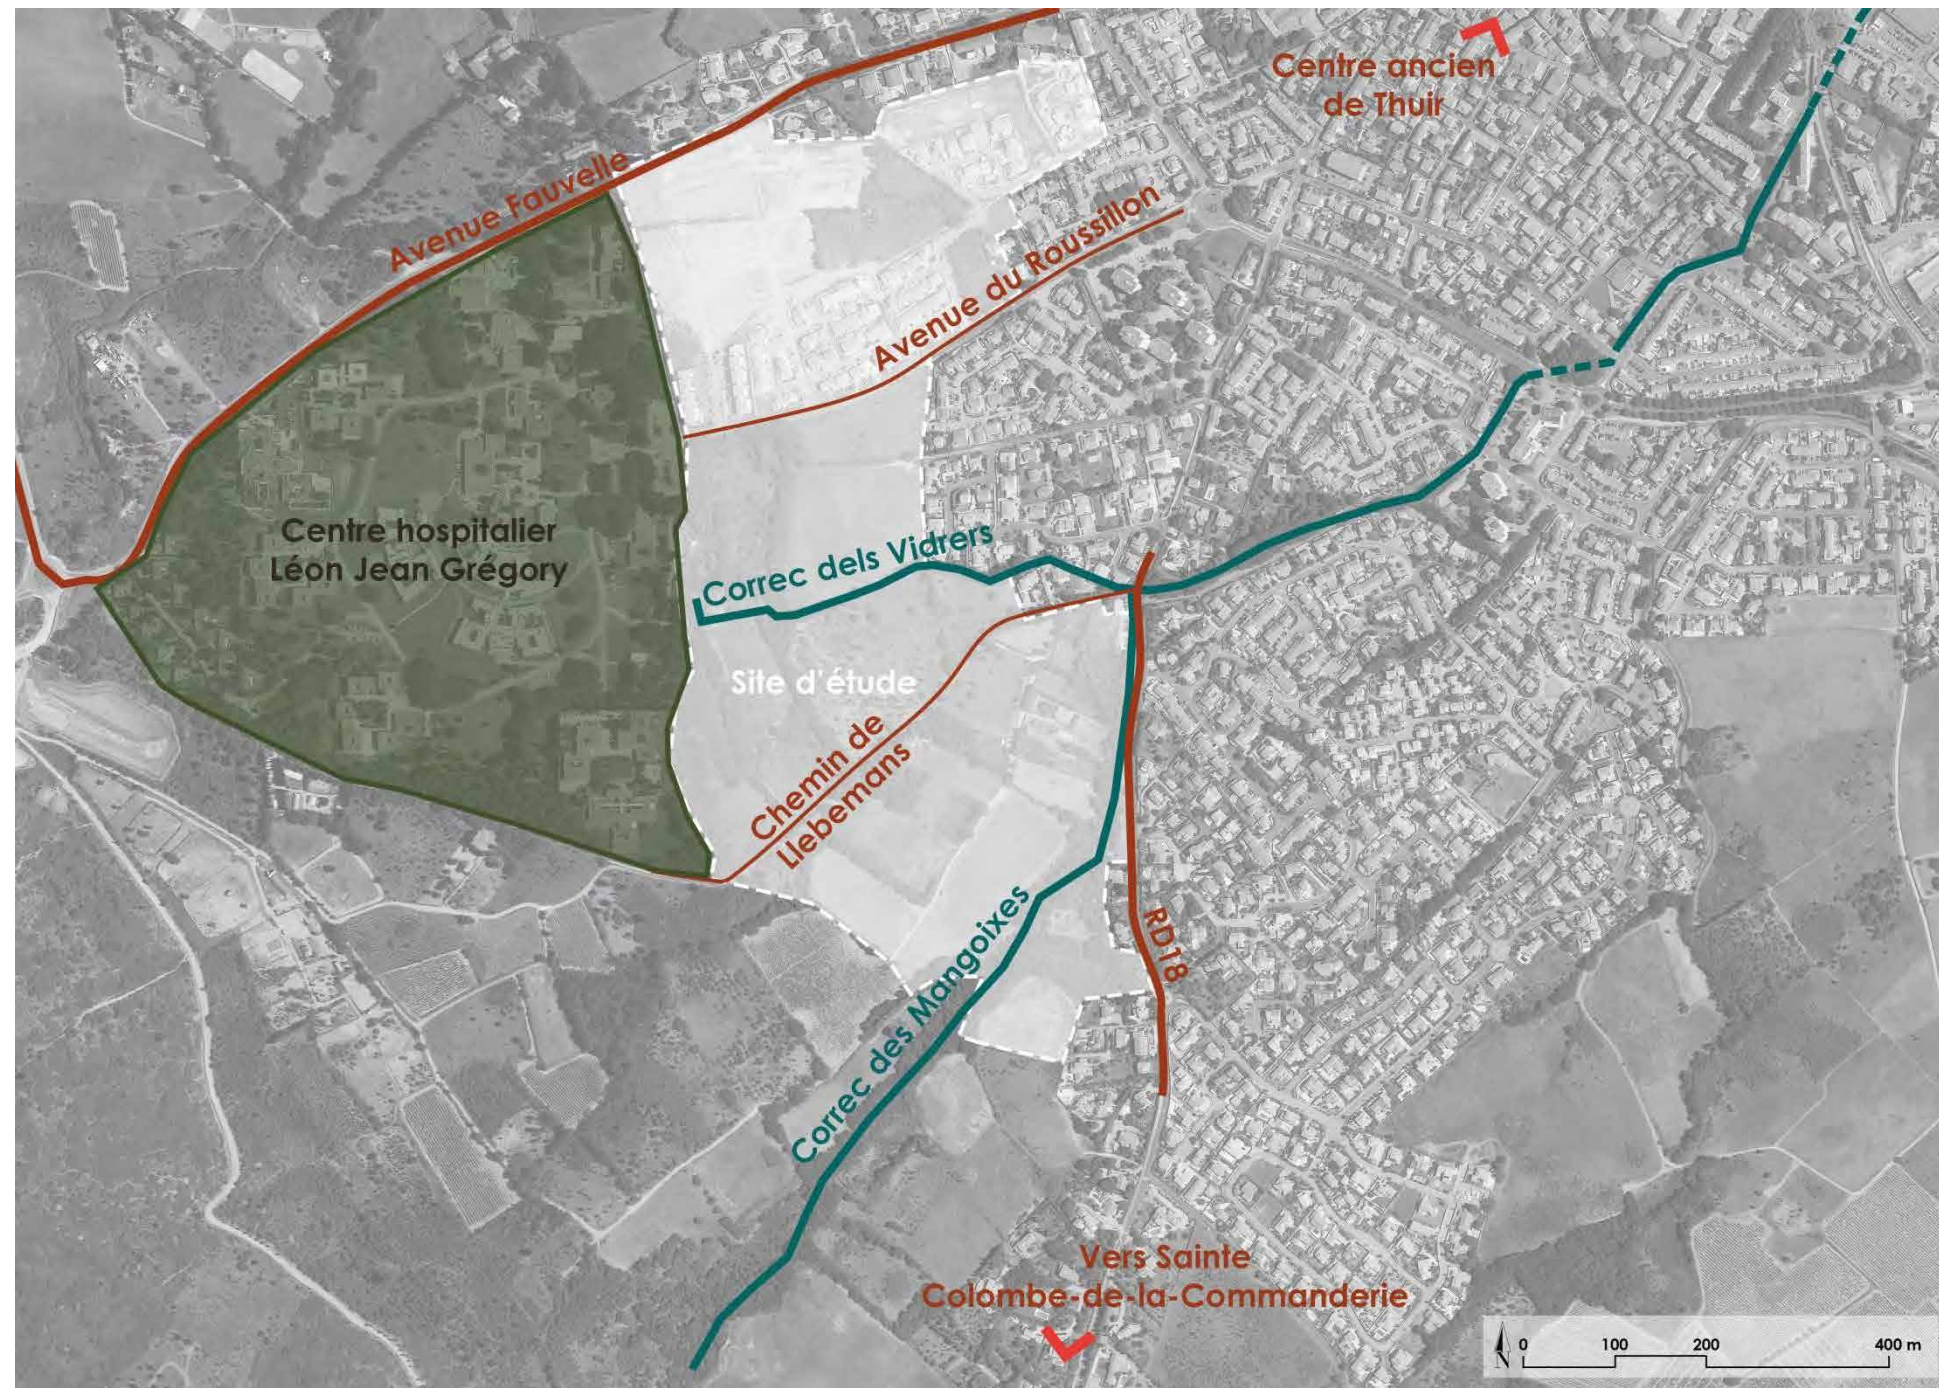 Centre ancien
de Thuir
Avenue Fauvelle
Avenue du Roussillon
Centre hospitalier
Léon Jean Grégory
Correc dels Vidrers
Site d'étude
Chemin de
Llebemans
RD18
Correc des Mangoixes
Vers Sainte
Colombe-de-la-Commanderie
N 0 100 200 400 m